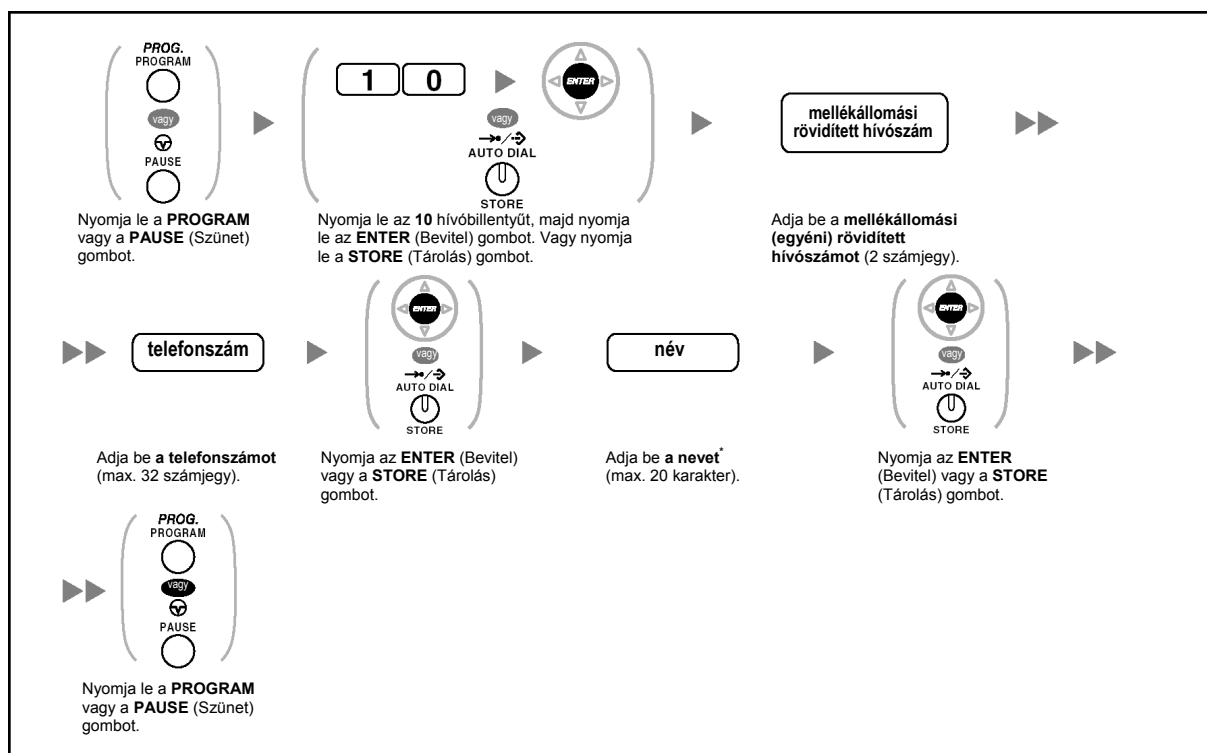 PROG.
PROGRAM
vagy
PAUSE
Nyomja le a PROGRAM
vagy a PAUSE (Szünet)
gombot.
1 0
ENTER
vagy
AUTO DIAL
STORE
Nyomja le az 10 hívóbillentyűt, majd nyomja
le az ENTER (Bevitel) gombot. Vagy nyomja
le a STORE (Tárolás) gombot.
mellékállomási
rövidített hívószám
Adja be a mellékállomási
(egyéni) rövidített
hívószámot (2 számjegy).
telefonszám
Adja be a telefonszámot
(max. 32 számjegy).
ENTER
vagy
AUTO DIAL
STORE
Nyomja az ENTER (Bevitel)
vagy a STORE (Tárolás)
gombot.
név
Adja be a nevet*
(max. 20 karakter).
ENTER
vagy
AUTO DIAL
STORE
Nyomja az ENTER
(Bevitel) vagy a STORE
(Tárolás) gombot.
PROG.
PROGRAM
vagy
PAUSE
Nyomja le a PROGRAM
vagy a PAUSE (Szünet)
gombot.